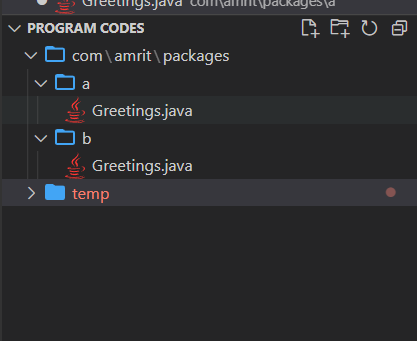 Greetings.java com\amrit\packages\a
PROGRAM CODES
com\amrit\packages
a
Greetings.java
b
Greetings.java
temp